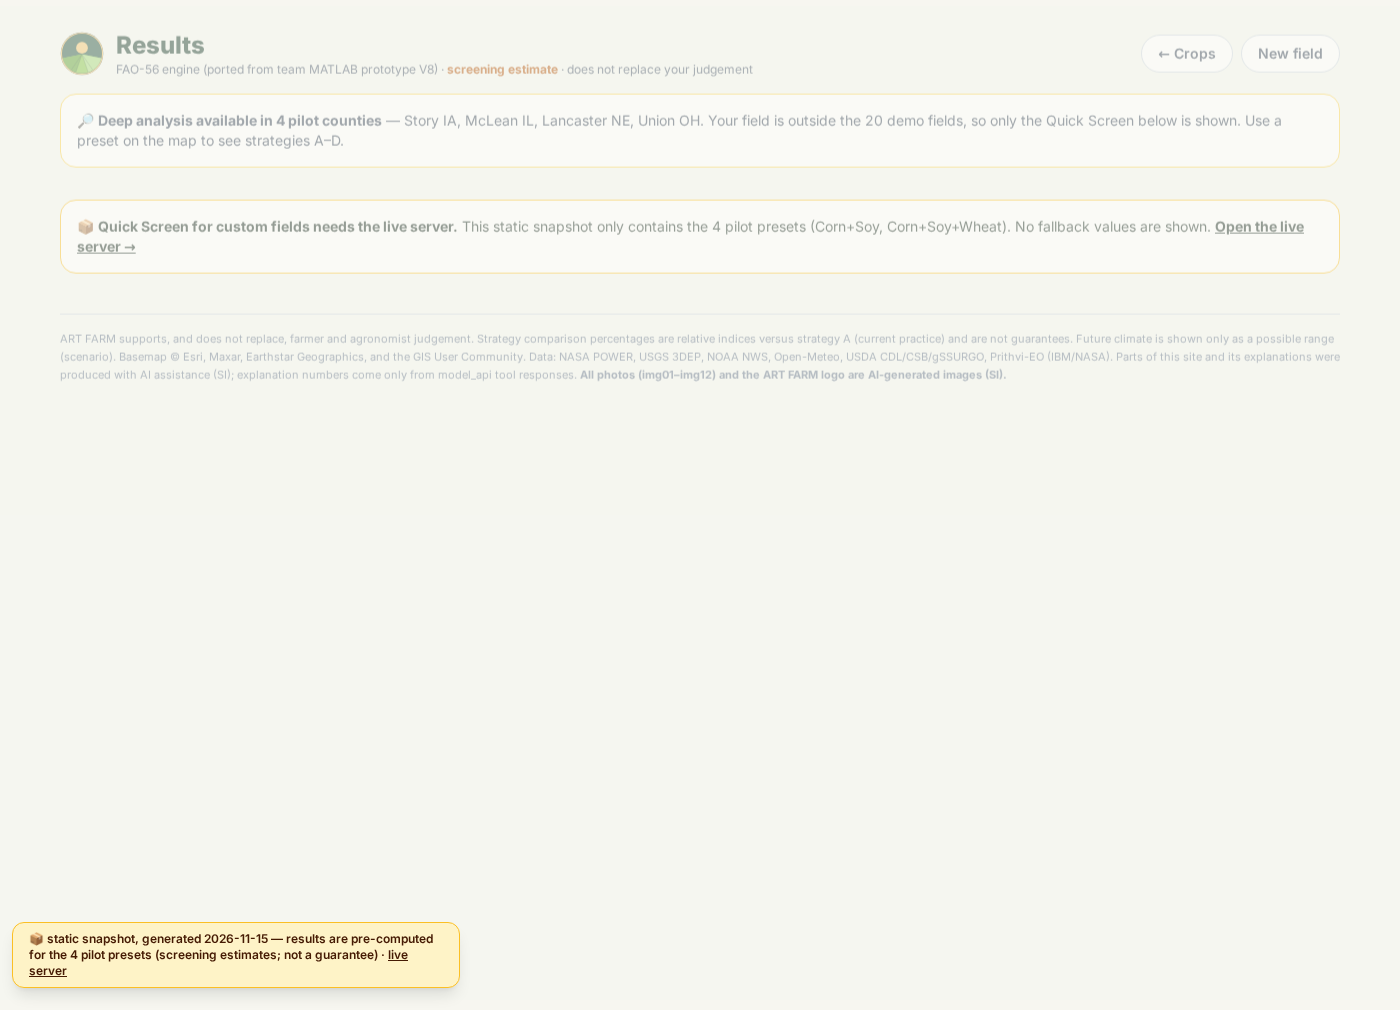 Results
FAO-56 engine (ported from team MATLAB prototype V8) · screening estimate · does not replace your judgement
← Crops
New field
🔎 Deep analysis available in 4 pilot counties — Story IA, McLean IL, Lancaster NE, Union OH. Your field is outside the 20 demo fields, so only the Quick Screen below is shown. Use a
preset on the map to see strategies A–D.
📦 Quick Screen for custom fields needs the live server. This static snapshot only contains the 4 pilot presets (Corn+Soy, Corn+Soy+Wheat). No fallback values are shown. Open the live
server →
ART FARM supports, and does not replace, farmer and agronomist judgement. Strategy comparison percentages are relative indices versus strategy A (current practice) and are not guarantees. Future climate is shown only as a possible range
(scenario). Basemap © Esri, Maxar, Earthstar Geographics, and the GIS User Community. Data: NASA POWER, USGS 3DEP, NOAA NWS, Open-Meteo, USDA CDL/CSB/gSSURGO, Prithvi-EO (IBM/NASA). Parts of this site and its explanations were
produced with AI assistance (SI); explanation numbers come only from model_api tool responses. All photos (img01–img12) and the ART FARM logo are AI-generated images (SI).
📦 static snapshot, generated 2026-11-15 — results are pre-computed
for the 4 pilot presets (screening estimates; not a guarantee) · live
server